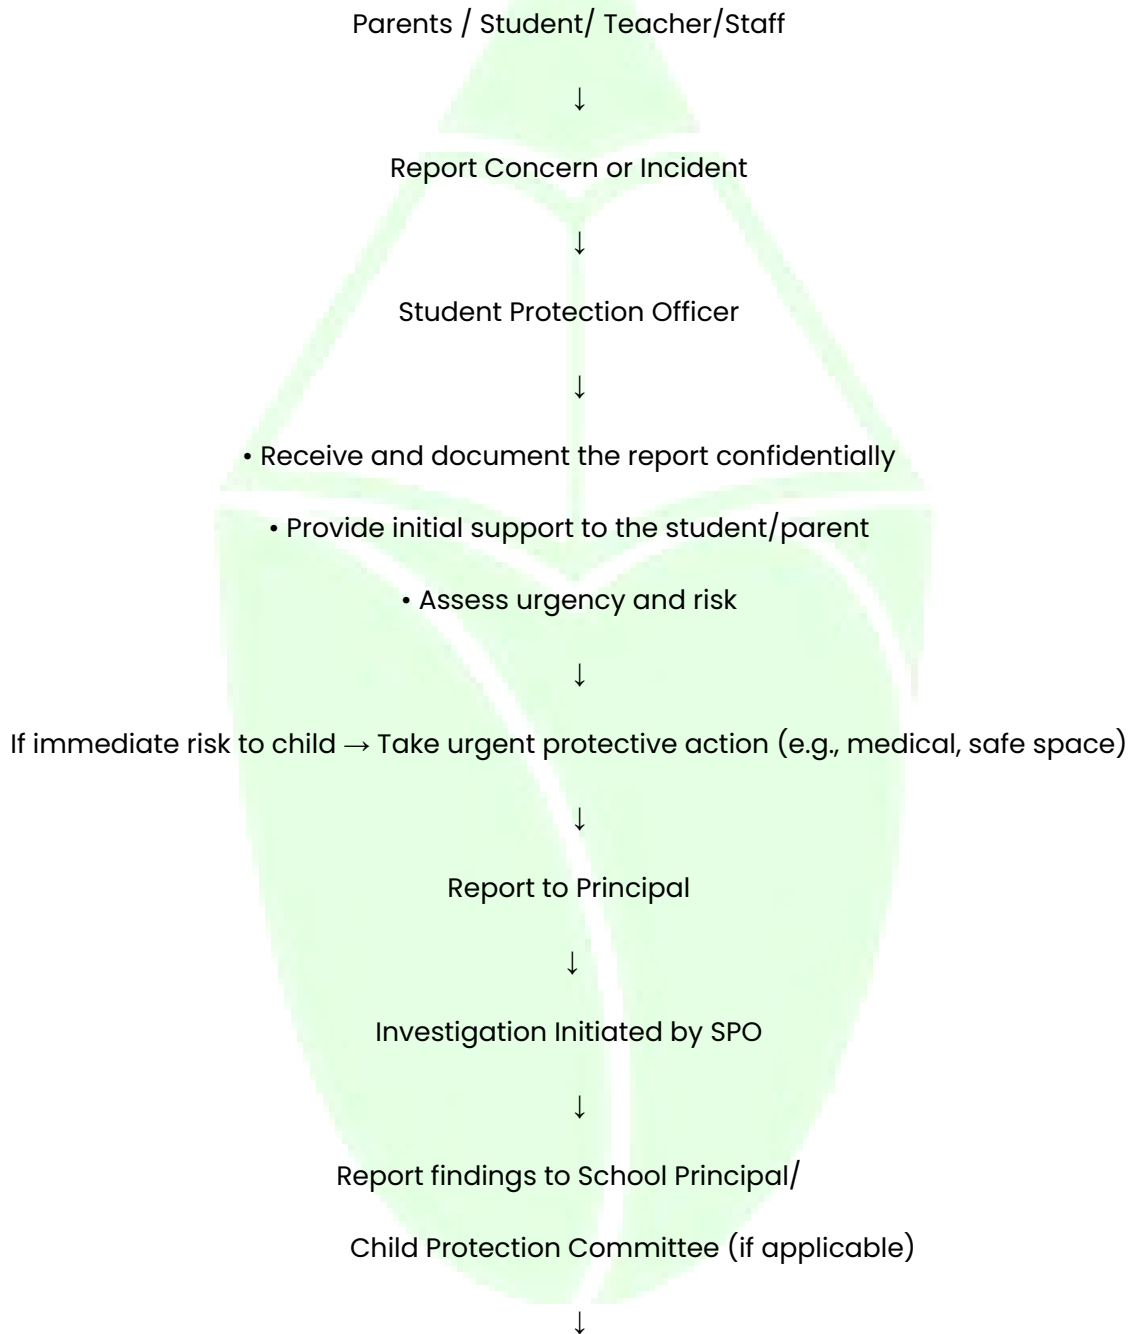 Parents / Student/ Teacher/Staff
↓
Report Concern or Incident
↓
Student Protection Officer
↓
• Receive and document the report confidentially
• Provide initial support to the student/parent
• Assess urgency and risk
↓
If immediate risk to child → Take urgent protective action (e.g., medical, safe space)
↓
Report to Principal
↓
Investigation Initiated by SPO
↓
Report findings to School Principal/
Child Protection Committee (if applicable)
↓